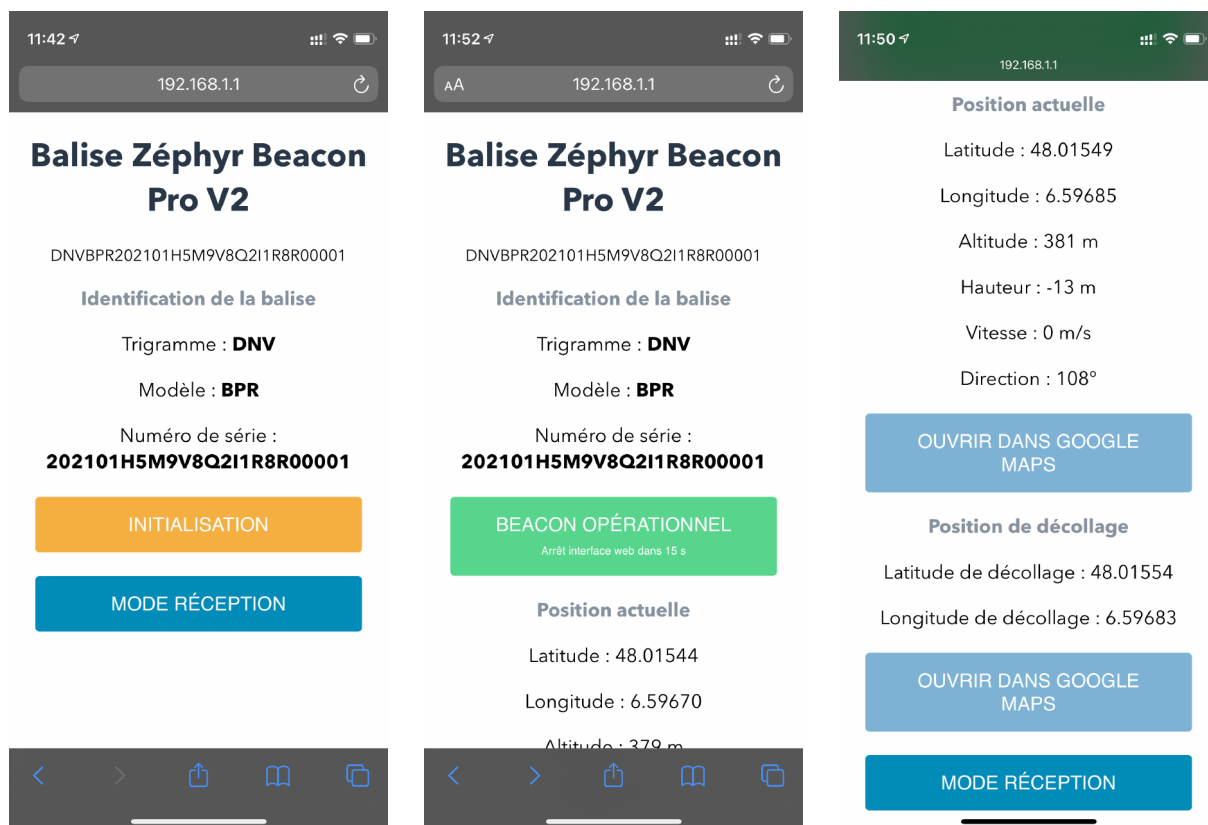 11:42
192.168.1.1
Balise Zéphyr Beacon
Pro V2
DNVBPR202101H5M9V8Q2I1R8R00001
Identification de la balise
Trigramme : DNV
Modèle : BPR
Numéro de série :
202101H5M9V8Q2I1R8R00001
INITIALISATION
MODE RÉCEPTION
11:52
AA 192.168.1.1
Balise Zéphyr Beacon
Pro V2
DNVBPR202101H5M9V8Q2I1R8R00001
Identification de la balise
Trigramme : DNV
Modèle : BPR
Numéro de série :
202101H5M9V8Q2I1R8R00001
BEACON OPÉRATIONNEL
Arrêt interface web dans 15 s
Position actuelle
Latitude : 48.01544
Longitude : 6.59670
Altitude : 379 m
11:50
192.168.1.1
Position actuelle
Latitude : 48.01549
Longitude : 6.59685
Altitude : 381 m
Hauteur : -13 m
Vitesse : 0 m/s
Direction : 108°
OUVRIR DANS GOOGLE
MAPS
Position de décollage
Latitude de décollage : 48.01554
Longitude de décollage : 6.59683
OUVRIR DANS GOOGLE
MAPS
MODE RÉCEPTION